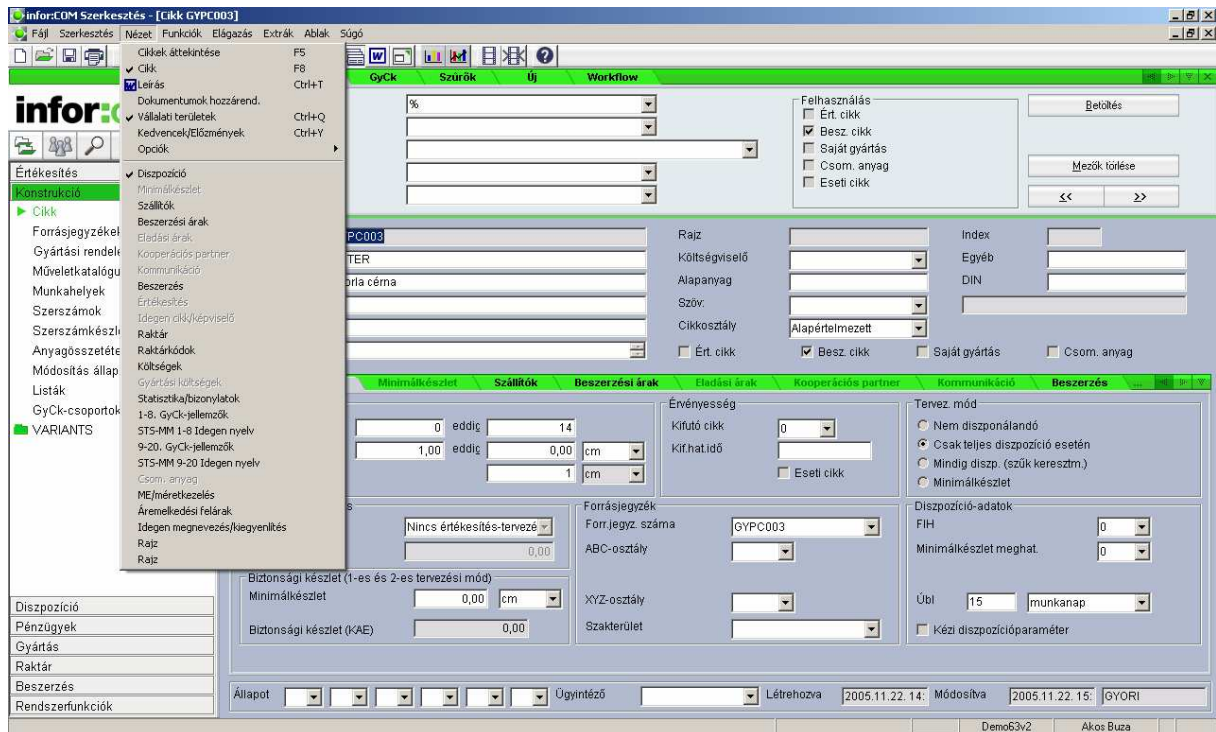 infor:COM Szerkesztés - [Cikk GYPC003]
Fájl Szerkesztés Nézet Funkciók Elágazás Extrák Ablak Súgó
Cikkek áttekintése F5
Cikk F8
Leírás Ctrl+T
Dokumentumok hozzárend.
Vállalati területek Ctrl+Q
Kedvencek/Előzmények Ctrl+Y
Opciók
Diszpozíció
Minimálkészlet
Szállítók
Beszerzési árak
Eladási árak
Kooperációs partner
Kommunikáció
Beszerzés
Értékesítés
Idegen cikk/képviselő
Raktár
Raktárkódok
Költségek
Gyártási költségek
Statisztika/bizonylatok
1-8. GyCk-jellemzők
STS-MM 1-8 Idegen nyelv
9-20. GyCk-jellemzők
STS-MM 9-20 Idegen nyelv
Csom. anyag
ME/méretkezelés
Áremelkedési felárak
Idegen megnevezés/kiegyenlítés
Rajz
Rajz
GyCk Szűrők Új Workflow
infor:
Értékesítés
Konstrukció
Cikk
Forrásjegyzékek
Gyártási rendele
Műveletkatalógu
Munkahelyek
Szerszámok
Szerszámkészl
Anyagösszetéte
Módosítás állap
Listák
GyCk-csoportok
VARIANTS
Diszpozíció
Pénzügyek
Gyártás
Raktár
Beszerzés
Rendszerfunkciók
%
Felhasználás
Ért. cikk
Besz. cikk
Saját gyártás
Csom. anyag
Eseti cikk
Betöltés
Mezők törlése
<< >>
PC003 Rajz Index
TER Költségviselő Egyéb
orla cérna Alapanyag DIN
Szöv:
Cikkosztály Alapértelmezett
Ért. cikk Besz. cikk Saját gyártás Csom. anyag
Minimálkészlet Szállítók Beszerzési árak Eladási árak Kooperációs partner Kommunikáció Beszerzés ...
0 eddig 14
1,00 eddig 0,00 cm
1 cm
Érvényesség
Kifutó cikk 0
Kif.hat.idő
Eseti cikk
Tervez. mód
Nem diszponálandó
Csak teljes diszpozíció esetén
Mindig diszp. (szűk keresztm.)
Minimálkészlet
s
Nincs értékesítés-tervezé
0,00
Forrásjegyzék
Forr.jegyz. száma GYPC003
ABC-osztály
XYZ-osztály
Szakterület
Diszpozíció-adatok
FIH 0
Minimálkészlet meghat. 0
Übl 15 munkanap
Kézi diszpozícióparaméter
Biztonsági készlet (1-es és 2-es tervezési mód)
Minimálkészlet 0,00 cm
Biztonsági készlet (KAE) 0,00
Állapot Ügyintéző Létrehozva 2005.11.22. 14: Módosítva 2005.11.22. 15: GYORI
Demo63v2 Akos Buza